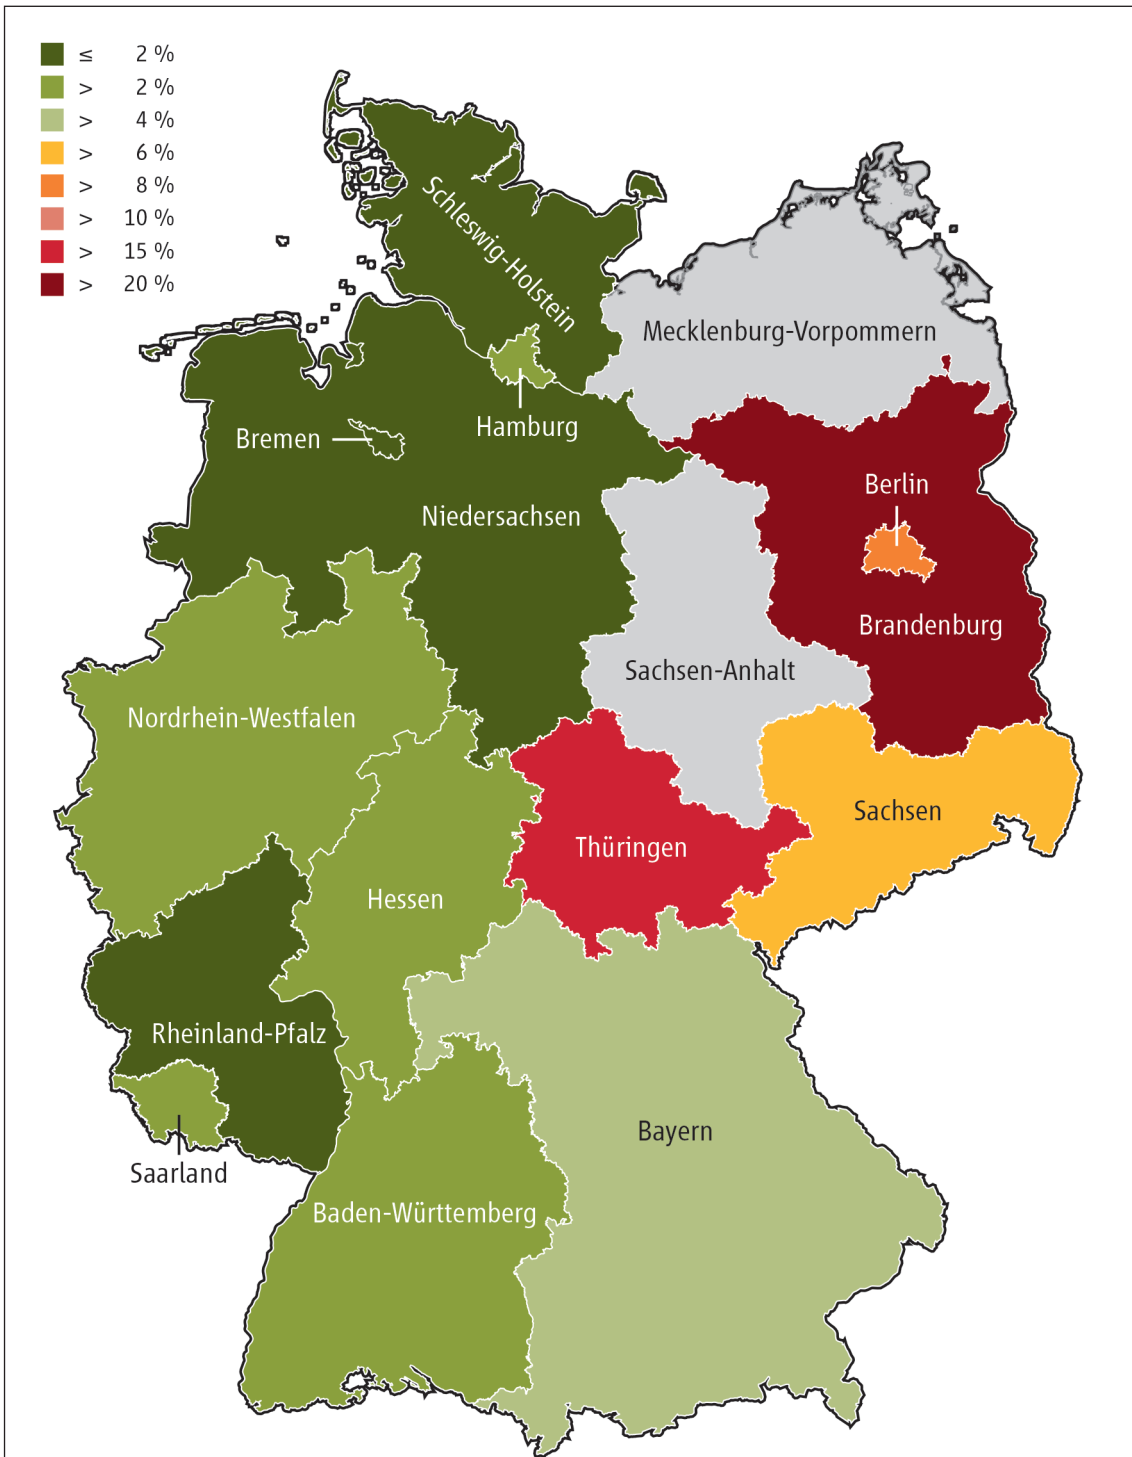 ≤ 2 %
> 2 %
> 4 %
> 6 %
> 8 %
> 10 %
> 15 %
> 20 %
Schleswig-Holstein
Mecklenburg-Vorpommern
Hamburg
Bremen
Berlin
Niedersachsen
Brandenburg
Sachsen-Anhalt
Nordrhein-Westfalen
Sachsen
Thüringen
Hessen
Rheinland-Pfalz
Bayern
Saarland
Baden-Württemberg